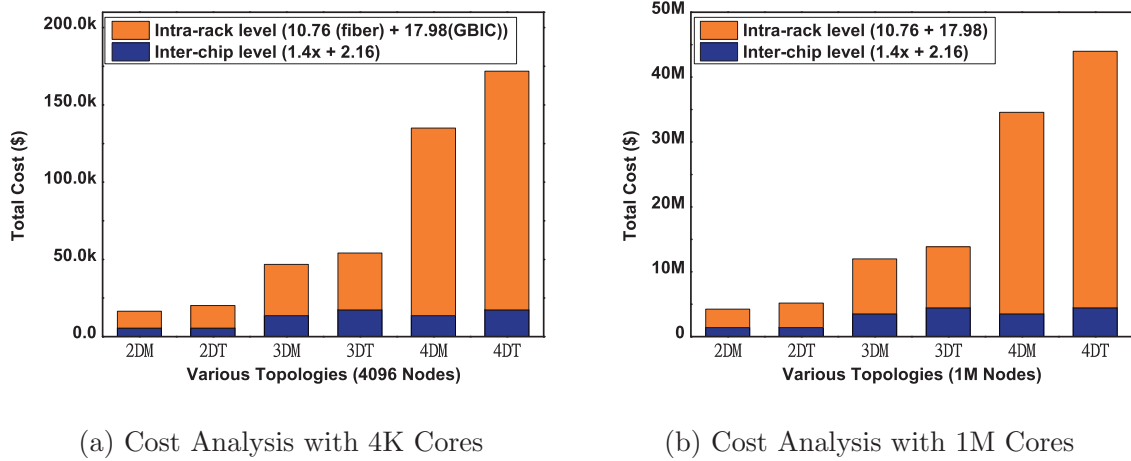 200.0k
150.0k
100.0k
50.0k
0.0
Total Cost ($)
Intra-rack level (10.76 (fiber) + 17.98(GBIC))
Inter-chip level (1.4x + 2.16)
2DM 2DT 3DM 3DT 4DM 4DT
Various Topologies (4096 Nodes)
(a) Cost Analysis with 4K Cores
50M
40M
30M
20M
10M
0
Total Cost ($)
Intra-rack level (10.76 + 17.98)
Inter-chip level (1.4x + 2.16)
2DM 2DT 3DM 3DT 4DM 4DT
Various Topologies (1M Nodes)
(b) Cost Analysis with 1M Cores